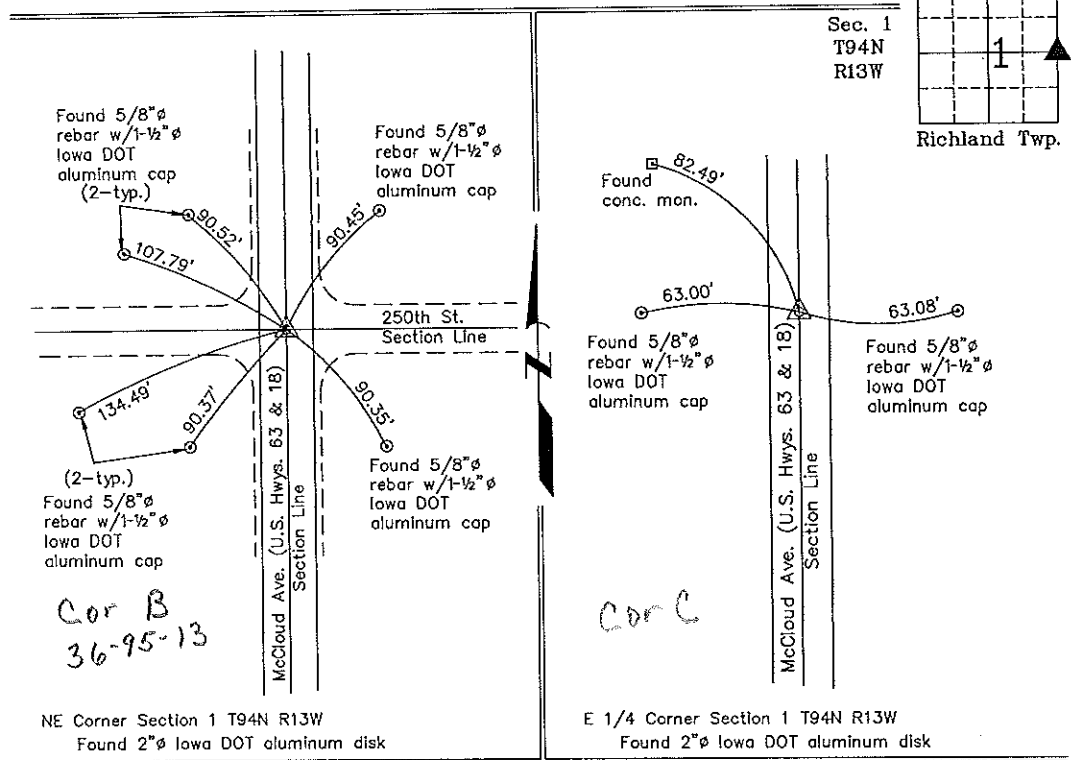 Sec. 1
T94N
R13W
1
Richland Twp.
Found 5/8"ø
rebar w/1-½"ø
Iowa DOT
aluminum cap
(2-typ.)
Found 5/8"ø
rebar w/1-½"ø
Iowa DOT
aluminum cap
90.52'
90.45'
107.79'
250th St.
Section Line
134.49'
90.37'
90.35'
(2-typ.)
Found 5/8"ø
rebar w/1-½"ø
Iowa DOT
aluminum cap
Found 5/8"ø
rebar w/1-½"ø
Iowa DOT
aluminum cap
McCloud Ave. (U.S. Hwys. 63 & 18)
Section Line
Cor B
36-95-13
NE Corner Section 1 T94N R13W
Found 2"ø Iowa DOT aluminum disk
Found
conc. mon.
82.49'
63.00'
63.08'
Found 5/8"ø
rebar w/1-½"ø
Iowa DOT
aluminum cap
Found 5/8"ø
rebar w/1-½"ø
Iowa DOT
aluminum cap
McCloud Ave. (U.S. Hwys. 63 & 18)
Section Line
Cor C
E 1/4 Corner Section 1 T94N R13W
Found 2"ø Iowa DOT aluminum disk